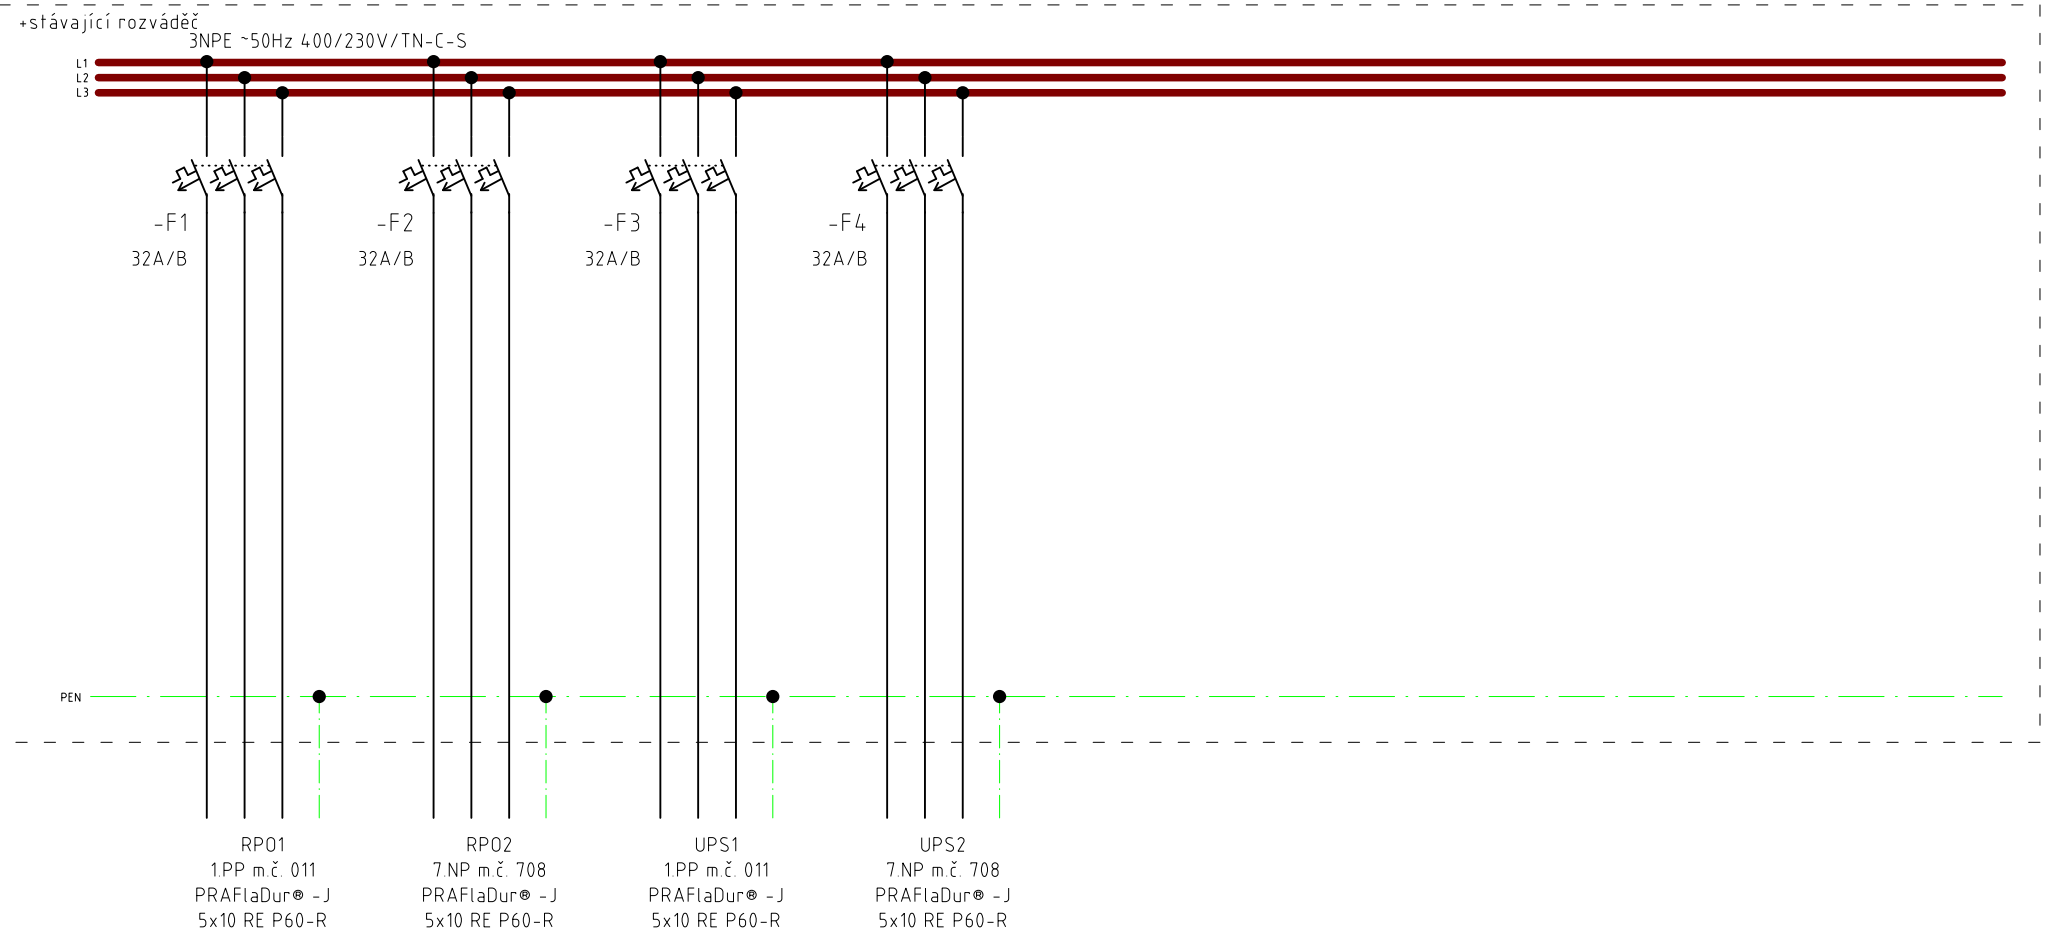 +stávající rozváděč
3NPE ~50Hz 400/230V/TN-C-S
L1
L2
L3
-F1
32A/B
-F2
32A/B
-F3
32A/B
-F4
32A/B
PEN
RPO1
1.PP m.č. 011
PRAFlaDur® -J
5x10 RE P60-R
RPO2
7.NP m.č. 708
PRAFlaDur® -J
5x10 RE P60-R
UPS1
1.PP m.č. 011
PRAFlaDur® -J
5x10 RE P60-R
UPS2
7.NP m.č. 708
PRAFlaDur® -J
5x10 RE P60-R